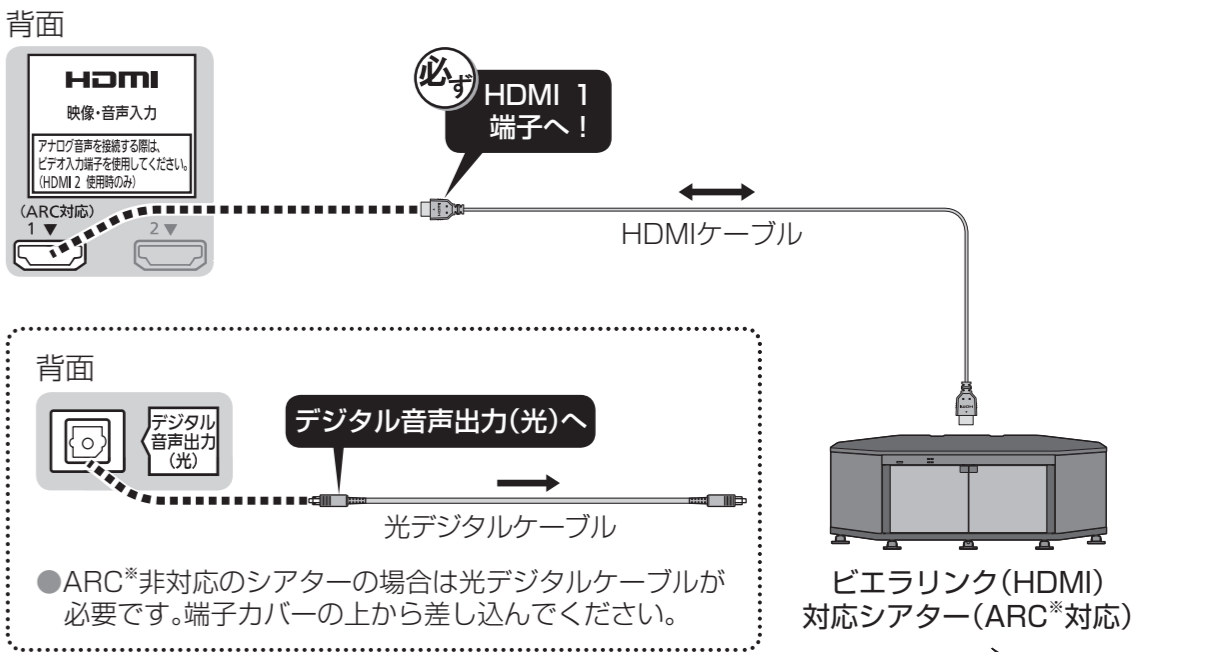 背面
HDMI
映像・音声入力
アナログ音声を接続する際は、
ビデオ入力端子を使用してください。
(HDMI 2 使用時のみ)
(ARC対応)
1 ▼
2 ▼
必ず
HDMI 1
端子へ!
HDMIケーブル
背面
デジタル
音声出力
(光)
デジタル音声出力(光)へ
光デジタルケーブル
●ARC※非対応のシアターの場合は光デジタルケーブルが
必要です。端子カバーの上から差し込んでください。
ビエラリンク(HDMI)
対応シアター(ARC※対応)